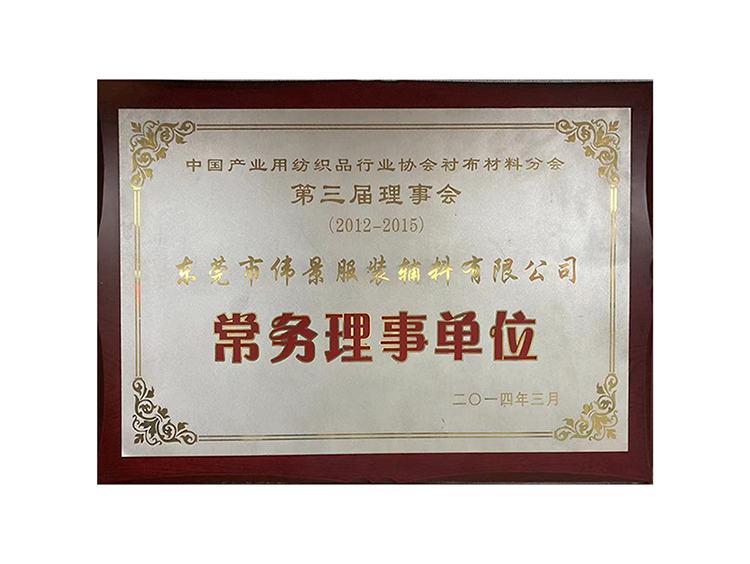 中国产业用纺织品行业协会衬布材料分会
第三届理事会
(2012-2015)
东莞市伟景服装辅料有限公司
常务理事单位
二〇一四年三月